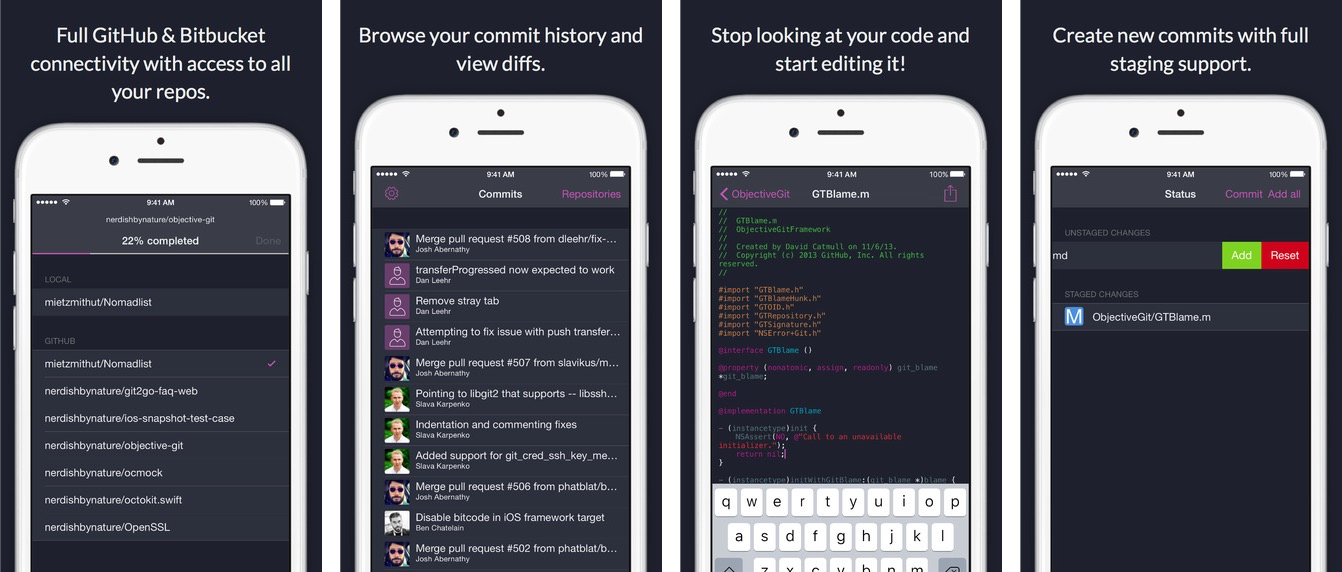 Full GitHub & Bitbucket
connectivity with access to all
your repos.
9:41 AM
100%
nerdishbynature/objective-git
22% completed
Done
LOCAL
mietzmithut/Nomadlist
GITHUB
mietzmithut/Nomadlist
nerdishbynature/git2go-faq-web
nerdishbynature/ios-snapshot-test-case
nerdishbynature/objective-git
nerdishbynature/ocmock
nerdishbynature/octokit.swift
nerdishbynature/OpenSSL
Browse your commit history and
view diffs.
9:41 AM
100%
Commits
Repositories
Merge pull request #508 from dleehr/fix-...
Josh Abernathy
transferProgressed now expected to work
Dan Leehr
Remove stray tab
Dan Leehr
Attempting to fix issue with push transfer...
Dan Leehr
Merge pull request #507 from slavikus/m...
Josh Abernathy
Pointing to libgit2 that supports -- libssh...
Slava Karpenko
Indentation and commenting fixes
Slava Karpenko
Added support for git_cred_ssh_key_me...
Slava Karpenko
Merge pull request #506 from phatblat/b...
Josh Abernathy
Disable bitcode in iOS framework target
Ben Chatelain
Merge pull request #502 from phatblat/b...
Josh Abernathy
Stop looking at your code and
start editing it!
9:41 AM
100%
ObjectiveGit
GTBlame.m
//
// GTBlame.m
// ObjectiveGitFramework
//
// Created by David Catmull on 11/6/13.
// Copyright (c) 2013 GitHub, Inc. All rights
reserved.
//
#import "GTBlame.h"
#import "GTBlameHunk.h"
#import "GTOID.h"
#import "GTRepository.h"
#import "GTSignature.h"
#import "NSError+Git.h"
@interface GTBlame ()
@property (nonatomic, assign, readonly) git_blame
*git_blame;
@end
@implementation GTBlame
- (instancetype)init {
NSAssert(NO, @"Call to an unavailable
initializer.");
return nil;
}
- (instancetype)initWithGitBlame:(git_blame *)blame {
q w e r t y u i o p
a s d f g h j k l
z x c v b n m
Create new commits with full
staging support.
9:41 AM
100%
Status
Commit
Add all
UNSTAGED CHANGES
md
Add
Reset
STAGED CHANGES
M
ObjectiveGit/GTBlame.m